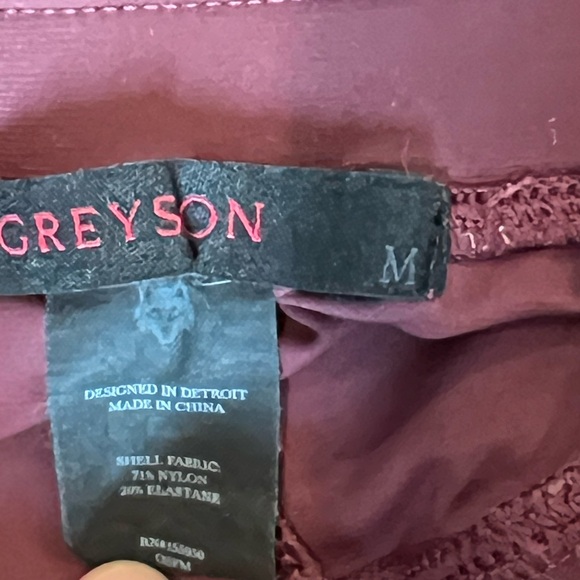 GREYSON
M
DESIGNED IN DETROIT
MADE IN CHINA
SHELL FABRIC:
71% NYLON
ELASTANE